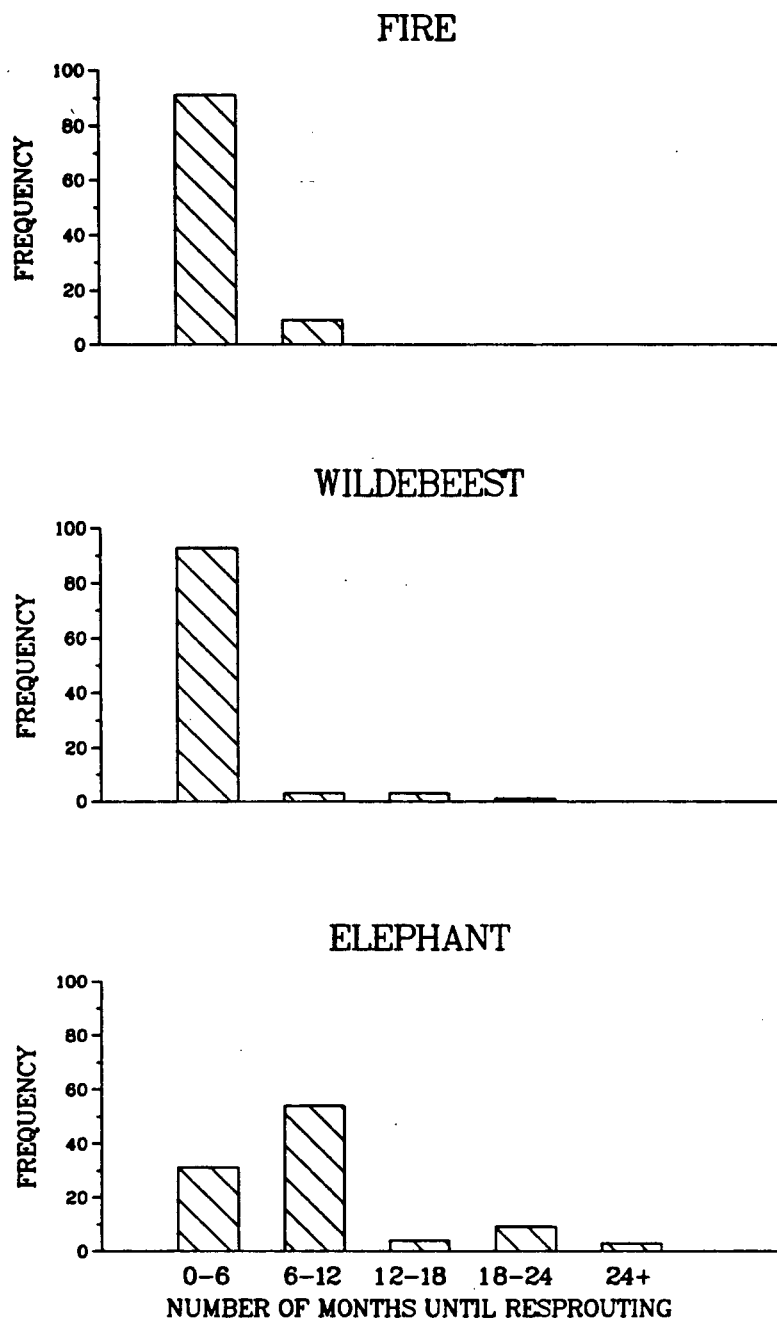 FIRE
100
80
60
40
20
0
FREQUENCY
WILDEBEEST
100
80
60
40
20
0
FREQUENCY
ELEPHANT
100
80
60
40
20
0
FREQUENCY
0-6 6-12 12-18 18-24 24+
NUMBER OF MONTHS UNTIL RESPROUTING